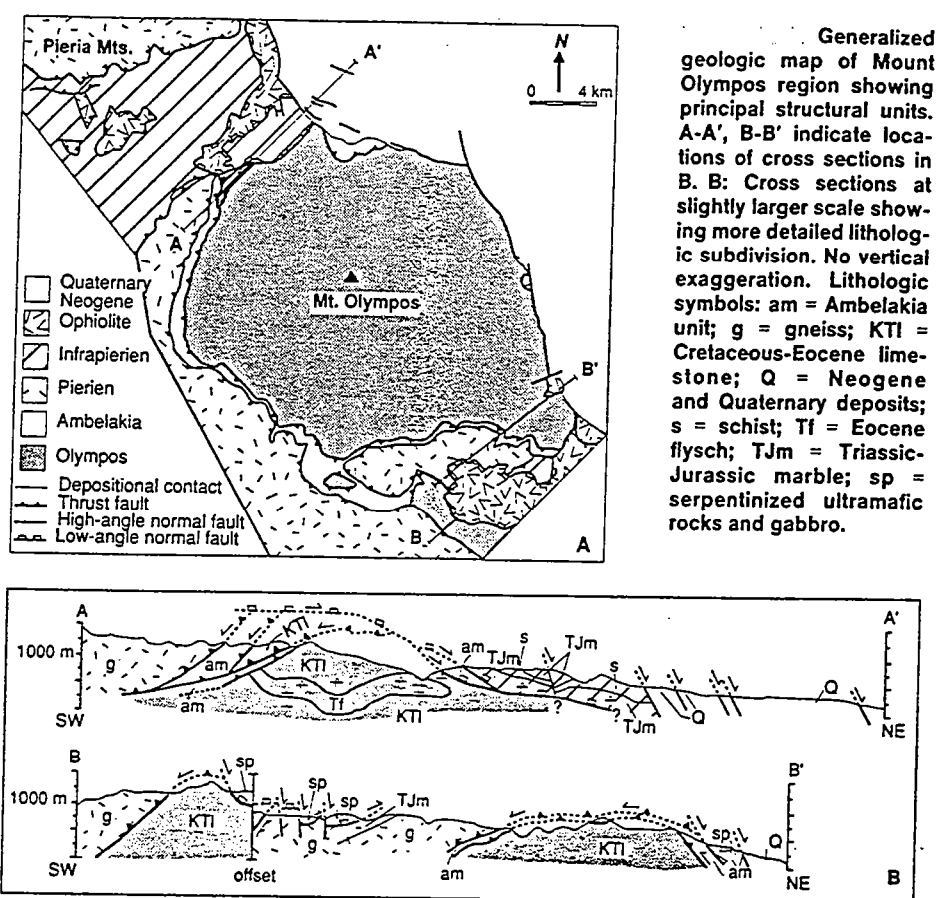 Pieria Mts.
A'
N
0 4 km
A
Mt. Olympos
B'
B
A
Quaternary
Neogene
Ophiolite
Infrapierien
Pierien
Ambelakia
Olympos
Depositional contact
Thrust fault
High-angle normal fault
Low-angle normal fault
Generalized
geologic map of Mount
Olympos region showing
principal structural units.
A-A', B-B' indicate loca-
tions of cross sections in
B. B: Cross sections at
slightly larger scale show-
ing more detailed litholog-
ic subdivision. No vertical
exaggeration. Lithologic
symbols: am = Ambelakia
unit; g = gneiss; KTl =
Cretaceous-Eocene lime-
stone; Q = Neogene
and Quaternary deposits;
s = schist; Tf = Eocene
flysch; TJm = Triassic-
Jurassic marble; sp =
serpentinized ultramafic
rocks and gabbro.
A
A'
1000 m
g
am
KTl
KTl
am
Tf
KTl
am
TJm
s
TJm
s
?
?
TJm
Q
Q
SW
NE
B
B'
1000 m
g
KTl
sp
sp
sp
TJm
g
g
am
KTl
sp
am
Q
SW
offset
NE
B